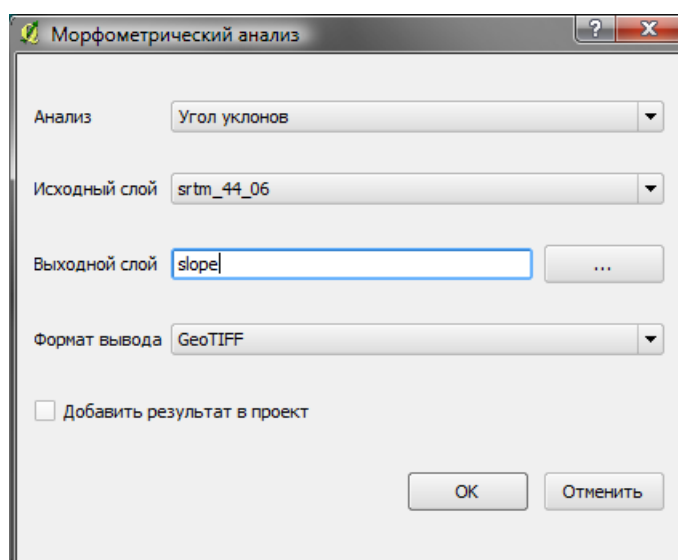 Морфометрический анализ
Анализ Угол уклонов
Исходный слой srtm_44_06
Выходной слой slope ...
Формат вывода GeoTIFF
Добавить результат в проект
OK Отменить